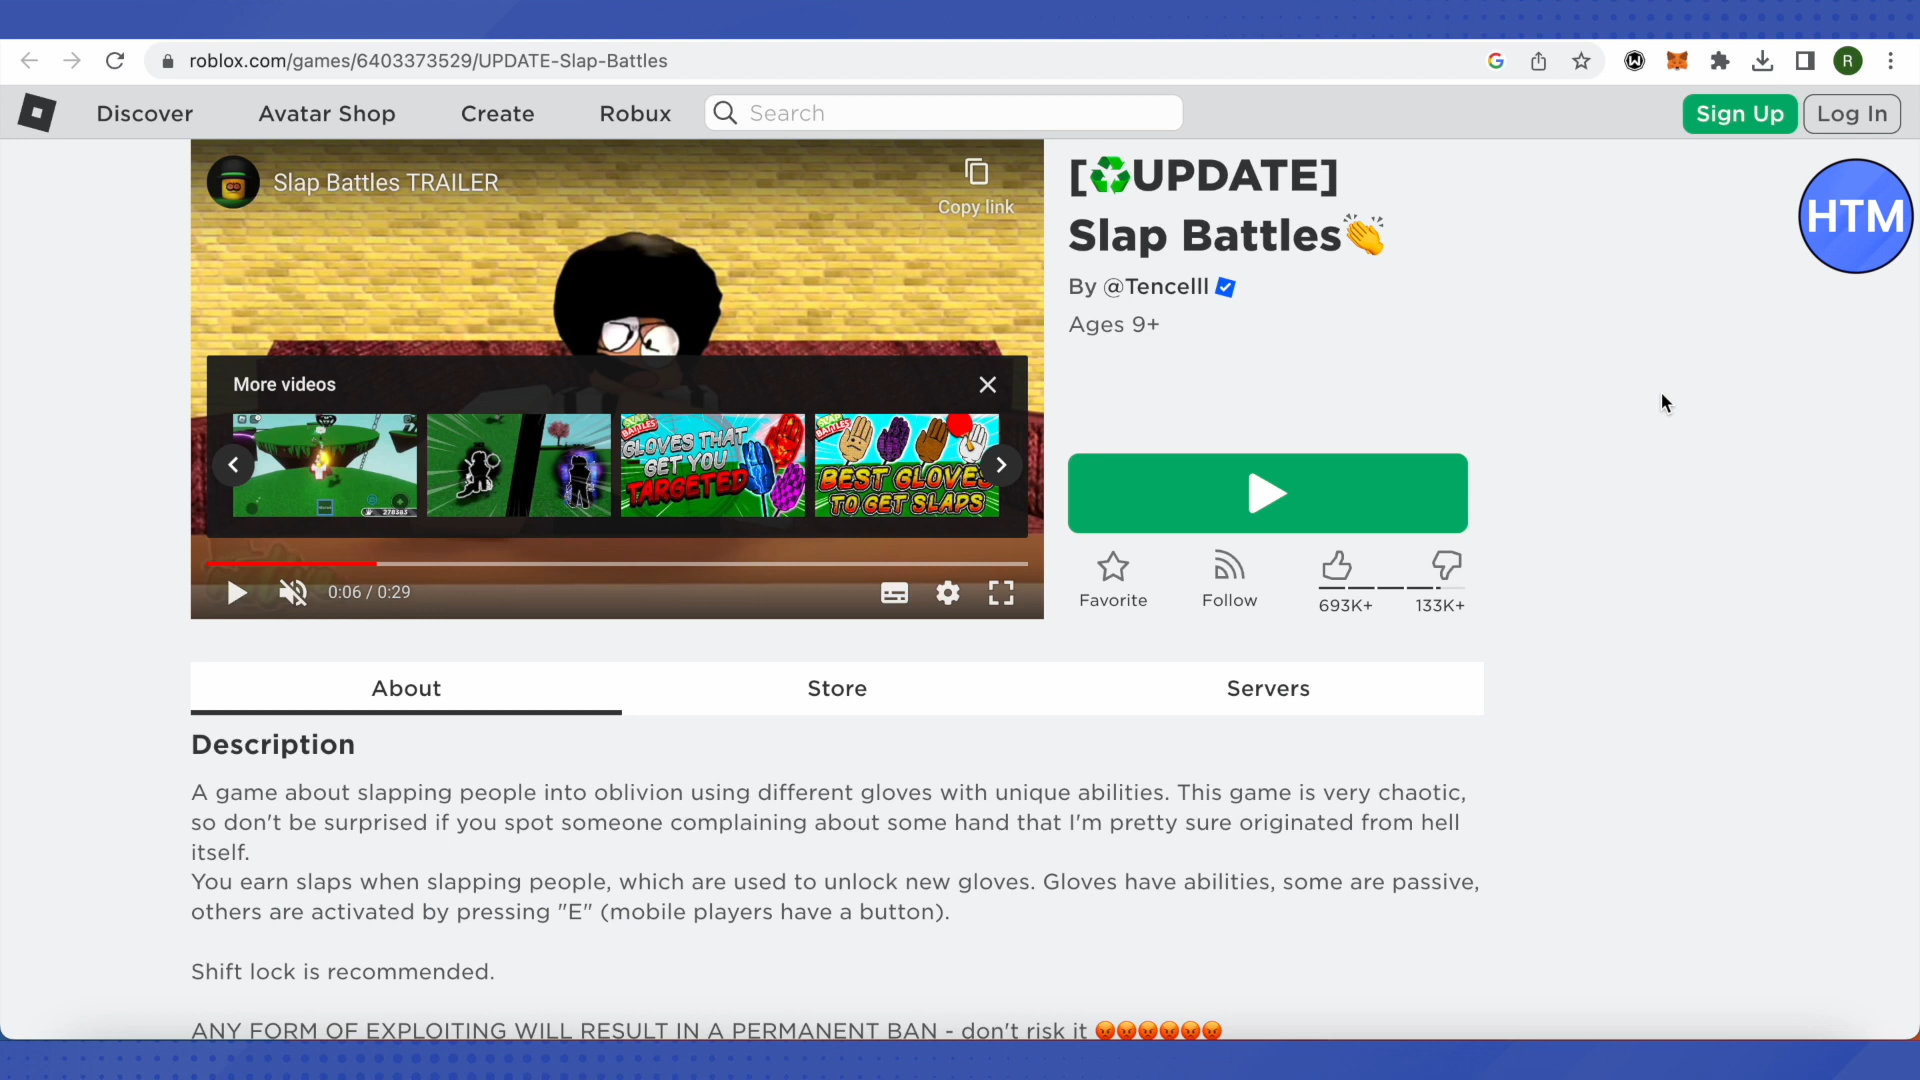 roblox.com/games/6403373529/UPDATE-Slap-Battles
R
Discover
Avatar Shop
Create
Robux
Search
Sign Up
Log In
Slap Battles TRAILER
Copy link
[♻UPDATE]
Slap Battles👏
By @Tencelll
Ages 9+
HTM
More videos
278383
SLAP
BATTLES
GLOVES THAT
GET YOU
TARGETED
SLAP
BATTLES
BEST GLOVES
TO GET SLAPS
0:06 / 0:29
Favorite
Follow
693K+
133K+
About
Store
Servers
Description
A game about slapping people into oblivion using different gloves with unique abilities. This game is very chaotic,
so don't be surprised if you spot someone complaining about some hand that I'm pretty sure originated from hell
itself.
You earn slaps when slapping people, which are used to unlock new gloves. Gloves have abilities, some are passive,
others are activated by pressing "E" (mobile players have a button).
Shift lock is recommended.
ANY FORM OF EXPLOITING WILL RESULT IN A PERMANENT BAN - don't risk it 😡😡😡😡😡😡